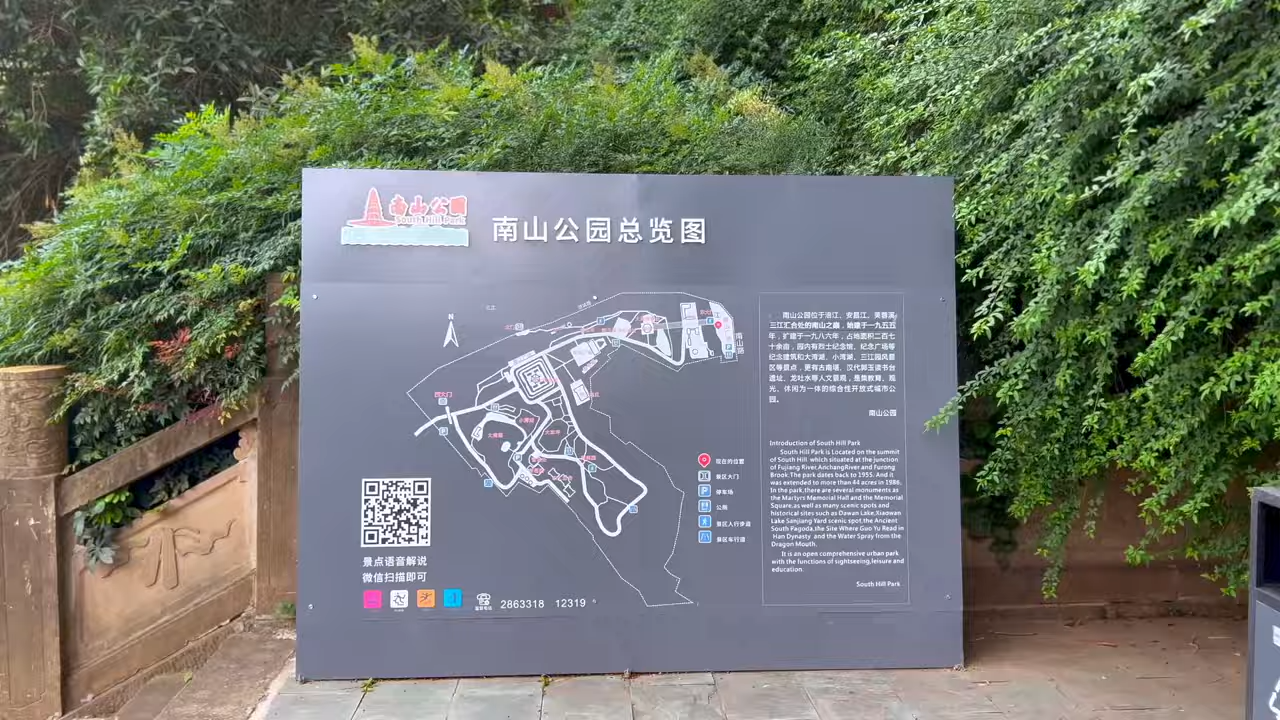 南山公园
South Hill Park
南山公园总览图
南山路
西北门
小湾湖
大湾湖
南山公园位于涪江、安昌江、芙蓉溪
三江汇合处的南山之巅，始建于一九五五
年，扩建于一九八六年，占地面积二百七
十余亩，园内有烈士纪念馆、纪念广场等
纪念建筑和大湾湖、小湾湖、三江园风景
区等景点，更有古南塔、汉代郭玉读书台
遗址、龙吐水等人文景观，是集教育、观
光、休闲为一体的综合性开放式城市公
园。
南山公园
Introduction of South Hill Park
South Hill Park is Located on the summit
of South Hill which situated at the junction
of Fujiang River,AnchangRiver and Furong
Brook.The park dates back to 1955. And it
was extended to more than 44 acres in 1986.
In the park,there are several monuments as
the Martyrs Memorial Hall and the Memorial
Square,as well as many scenic spots and
historical sites such as Dawan Lake,Xiaowan
Lake Sanjiang Yard scenic spot,the Ancient
South Pagoda,the Site Where Guo Yu Read in
Han Dynasty and the Water Spray from the
Dragon Mouth.
It is an open comprehensive urban park
with the functions of sightseeing,leisure and
education.
South Hill Park
现在的位置
景区大门
停车场
公厕
景区人行步道
景区车行道
景点语音解说
微信扫描即可
2863318 12319